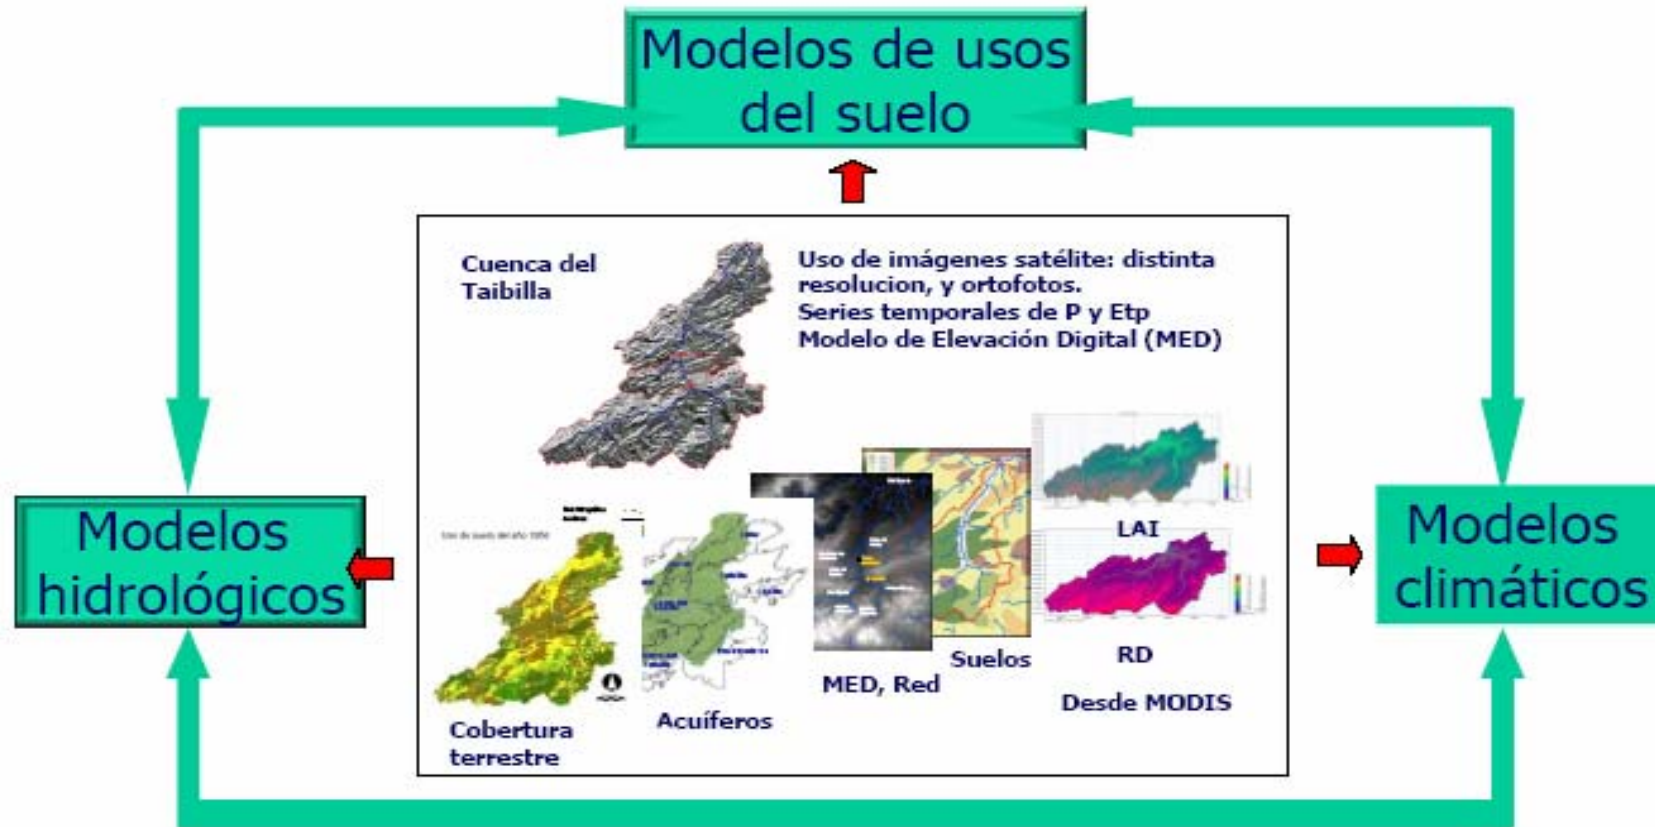 Modelos de usos
del suelo
Cuenca del
Taibilla
Uso de imágenes satélite: distinta
resolucion, y ortofotos.
Series temporales de P y Etp
Modelo de Elevación Digital (MED)
Modelos
hidrológicos
Modelos
climáticos
LAI
RD
Desde MODIS
Suelos
MED, Red
Acuíferos
Cobertura
terrestre